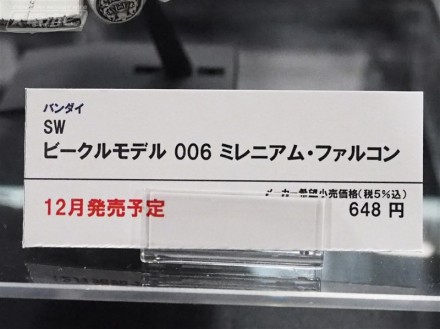 バンダイ
SW
ビークルモデル 006 ミレニアム・ファルコン
メーカー希望小売価格(税5%込)
12月発売予定
648 円